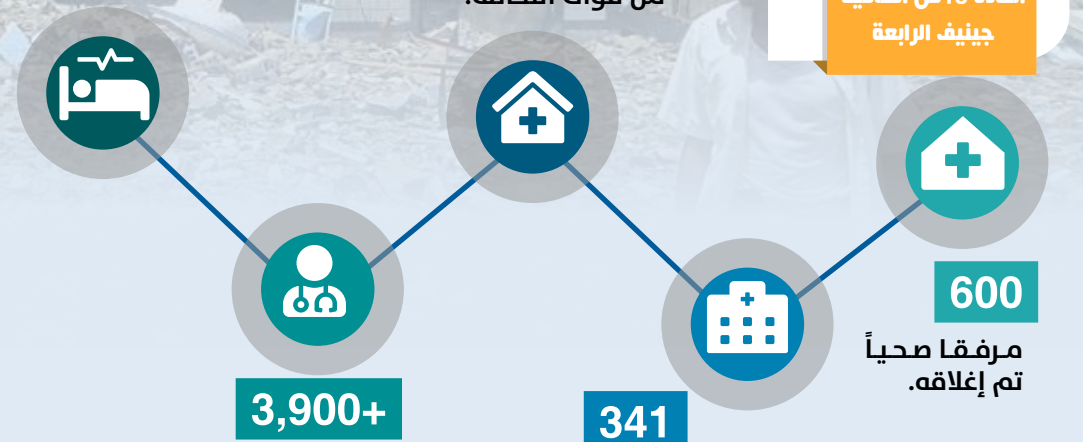 جينيف الرابعة
600
مرفقا صحياً
تم إغلاقه.
341
3,900+